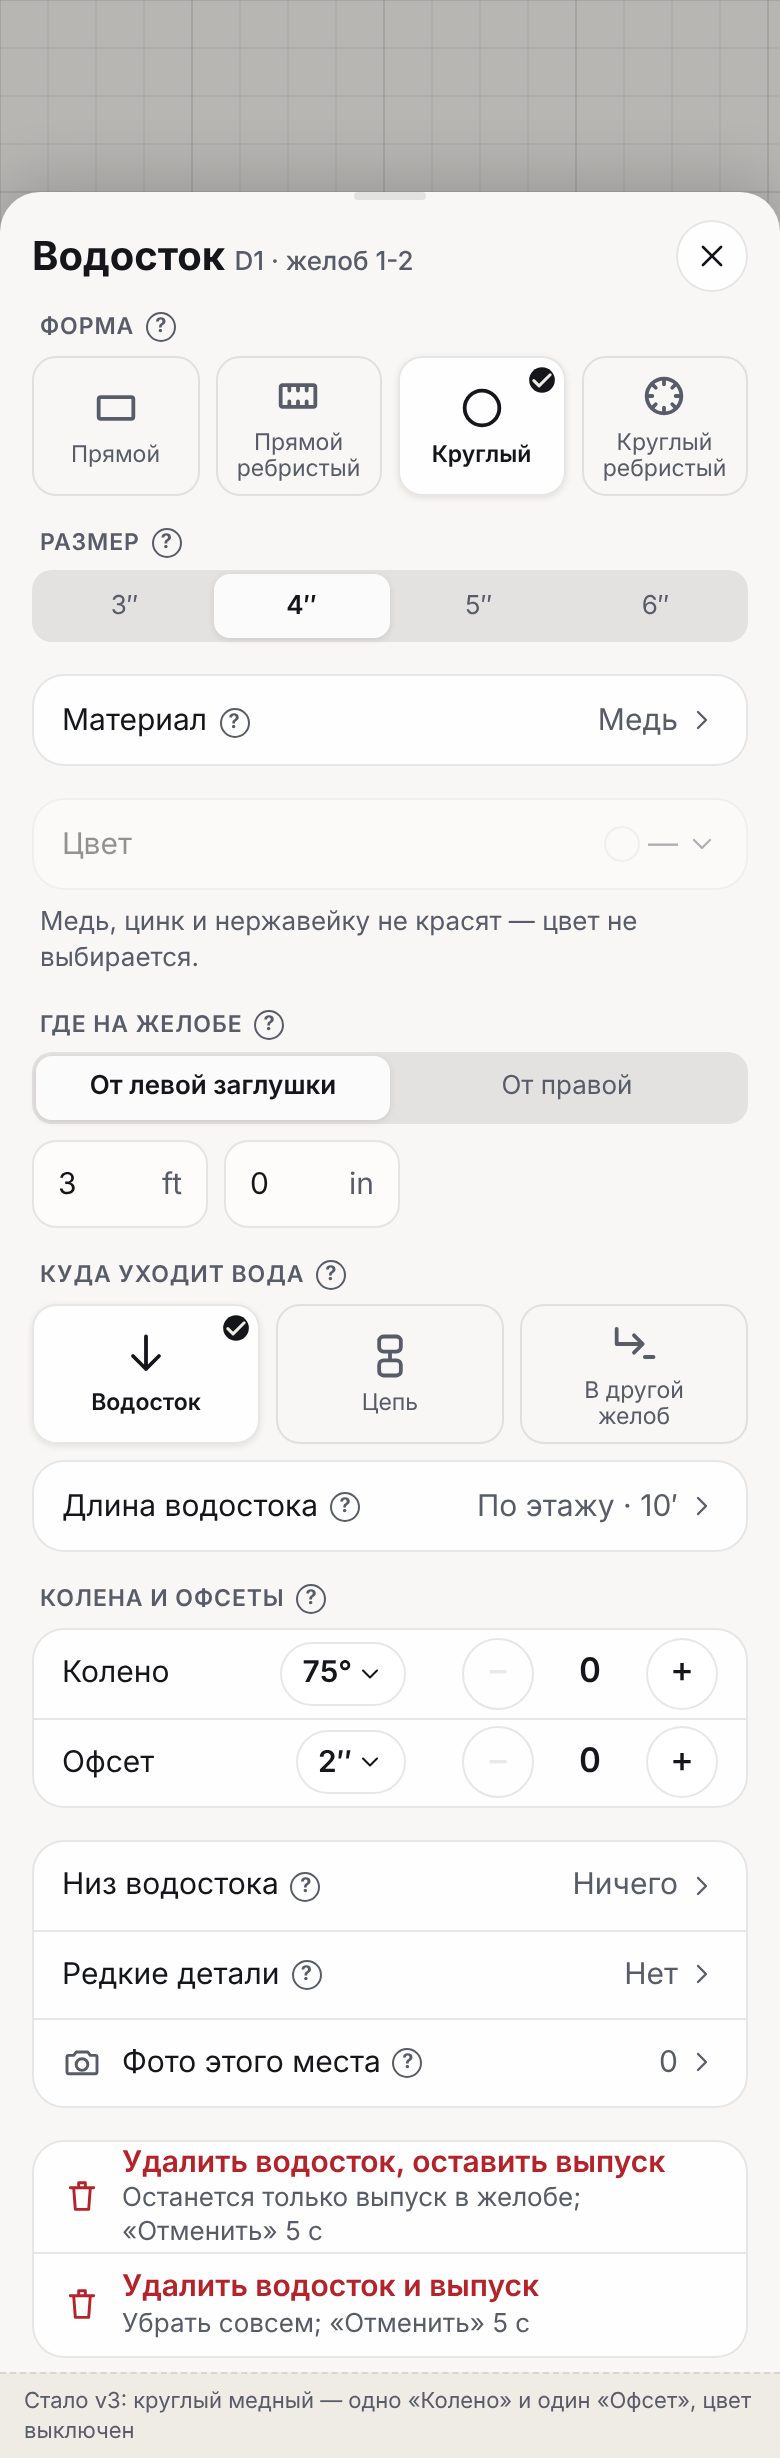 Водосток D1 · желоб 1-2
ФОРМА ?
Прямой
Прямой
ребристый
Круглый
Круглый
ребристый
РАЗМЕР ?
3″ 4″ 5″ 6″
Материал ? Медь
Цвет —
Медь, цинк и нержавейку не красят — цвет не
выбирается.
ГДЕ НА ЖЕЛОБЕ ?
От левой заглушки От правой
3 ft 0 in
КУДА УХОДИТ ВОДА ?
Водосток
Цепь
В другой
желоб
Длина водостока ? По этажу · 10′
КОЛЕНА И ОФСЕТЫ ?
Колено 75° − 0 +
Офсет 2″ − 0 +
Низ водостока ? Ничего
Редкие детали ? Нет
Фото этого места ? 0
Удалить водосток, оставить выпуск
Останется только выпуск в желобе;
«Отменить» 5 с
Удалить водосток и выпуск
Убрать совсем; «Отменить» 5 с
Стало v3: круглый медный — одно «Колено» и один «Офсет», цвет
выключен